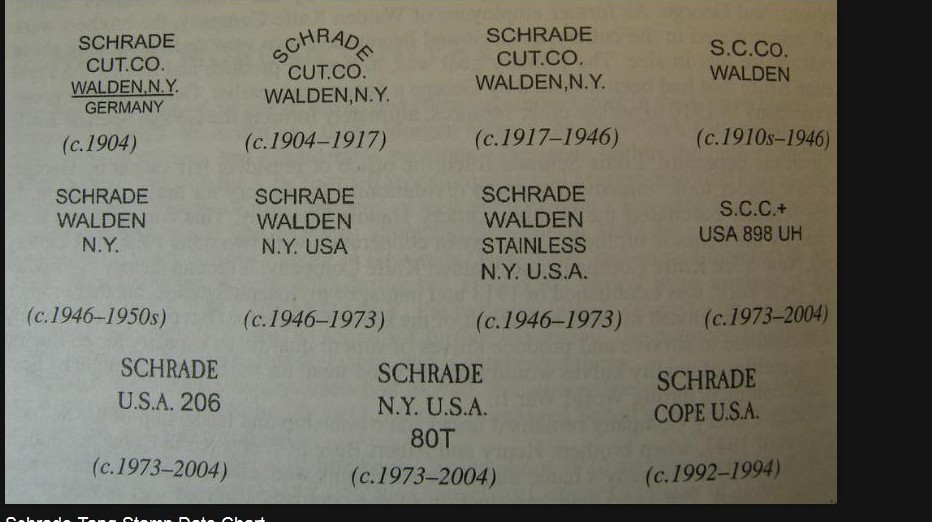 SCHRADE
CUT.CO.
WALDEN,N.Y.
GERMANY
(c.1904)
SCHRADE
CUT.CO.
WALDEN,N.Y.
(c.1904–1917)
SCHRADE
CUT.CO.
WALDEN,N.Y.
(c.1917–1946)
S.C.CO.
WALDEN
(c.1910s–1946)
SCHRADE
WALDEN
N.Y.
(c.1946–1950s)
SCHRADE
WALDEN
N.Y. USA
(c.1946–1973)
SCHRADE
WALDEN
STAINLESS
N.Y. U.S.A.
(c.1946–1973)
S.C.C.+
USA 898 UH
(c.1973–2004)
SCHRADE
U.S.A. 206
(c.1973–2004)
SCHRADE
N.Y. U.S.A.
80T
(c.1973–2004)
SCHRADE
COPE U.S.A.
(c.1992–1994)
Schrade Tang Stamp Date Chart